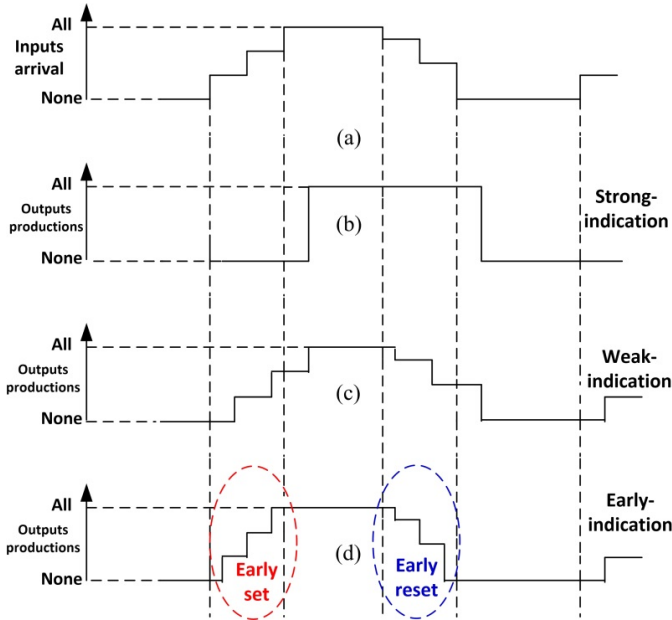 All
Inputs
arrival
None
(a)
All
Outputs
productions
None
(b)
Strong-
indication
All
Outputs
productions
None
(c)
Weak-
indication
All
Outputs
productions
None
Early
set
(d)
Early
reset
Early-
indication